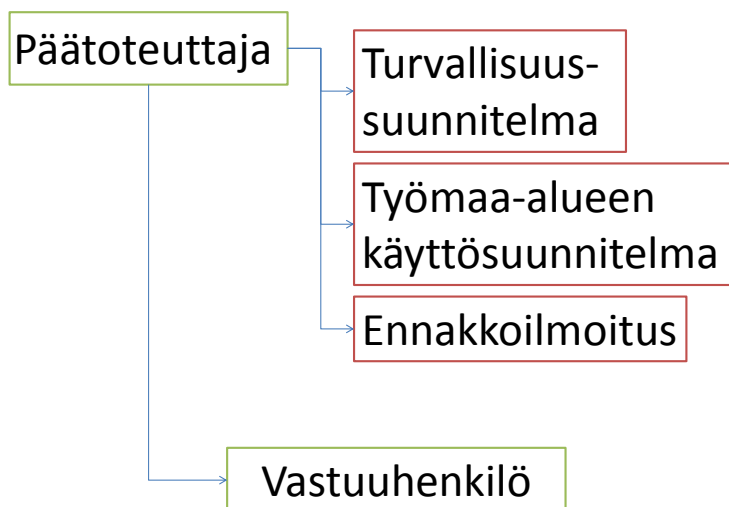 Päätoteuttaja
Turvallisuus-
suunnitelma
Työmaa-alueen
käyttösuunnitelma
Ennakkoilmoitus
Vastuuhenkilö